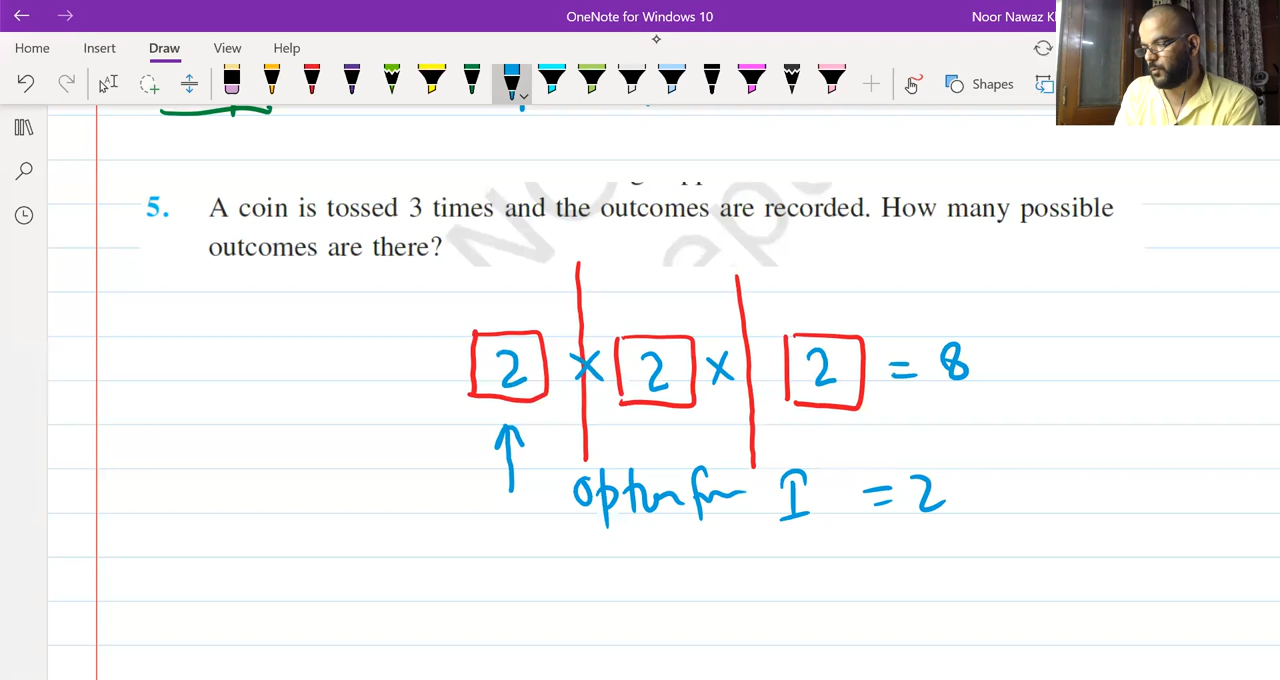 OneNote for Windows 10
Noor Nawaz
Home Insert Draw View Help
Shapes
5. A coin is tossed 3 times and the outcomes are recorded. How many possible
outcomes are there?
2 × 2 × 2 = 8
option for I = 2